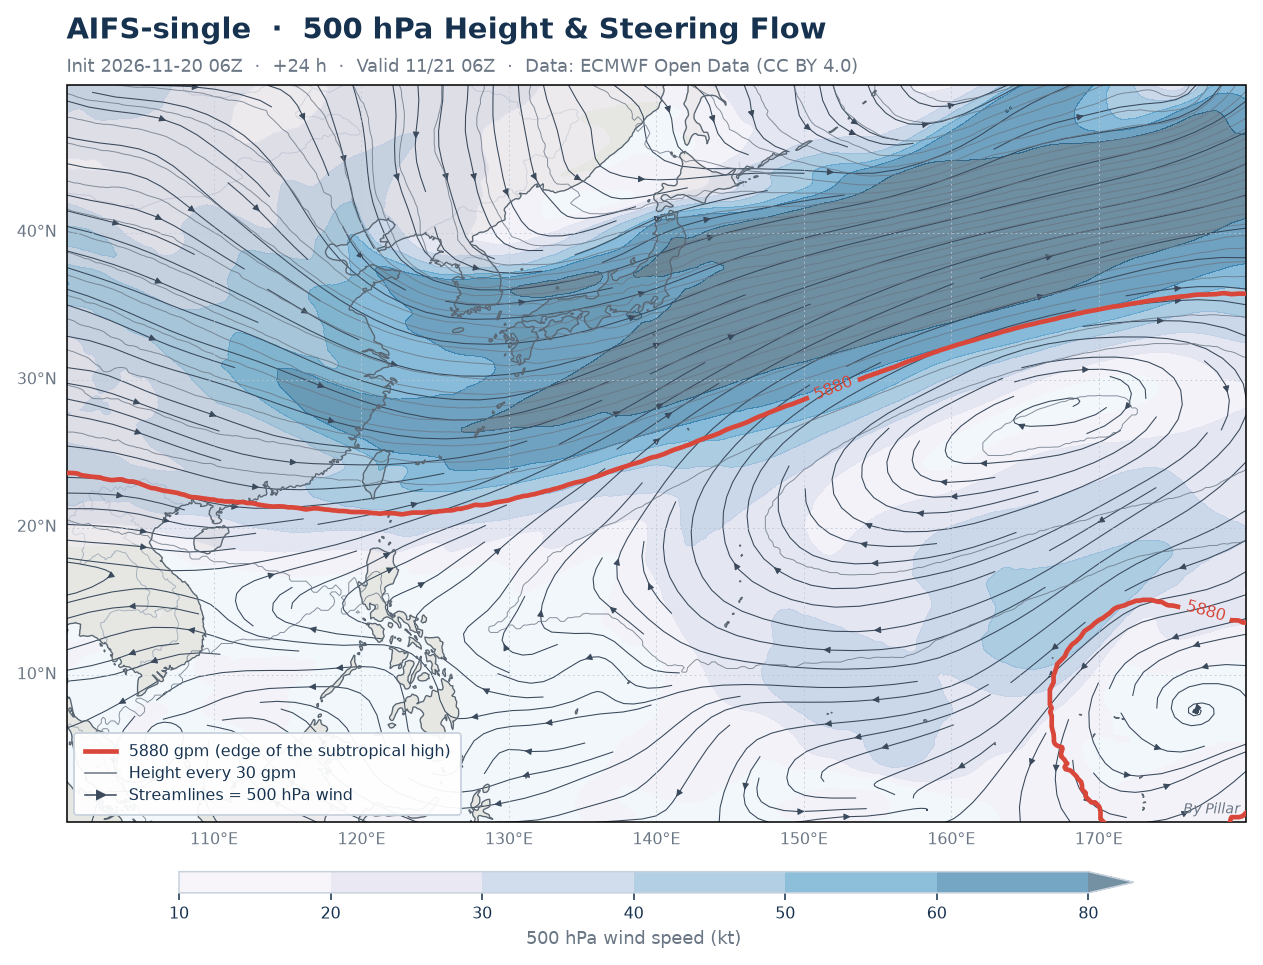 AIFS-single  ·  500 hPa Height & Steering Flow
Init 2026-11-20 06Z  ·  +24 h  ·  Valid 11/21 06Z  ·  Data: ECMWF Open Data (CC BY 4.0)
40°N
30°N
20°N
10°N
5880
5880
5880 gpm (edge of the subtropical high)
Height every 30 gpm
Streamlines = 500 hPa wind
By Pillar
110°E 120°E 130°E 140°E 150°E 160°E 170°E
10 20 30 40 50 60 80
500 hPa wind speed (kt)